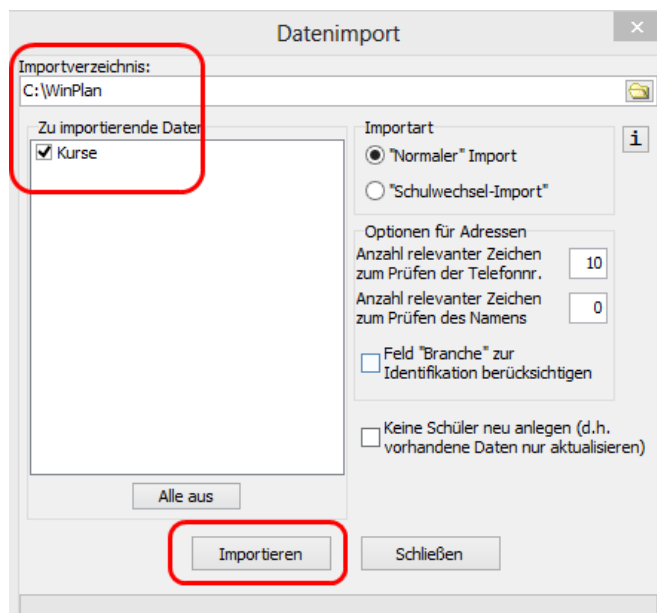 Datenimport
Importverzeichnis:
C:\WinPlan
Zu importierende Daten
Kurse
Alle aus
Importart
"Normaler" Import
"Schulwechsel-Import"
i
Optionen für Adressen
Anzahl relevanter Zeichen
zum Prüfen der Telefonnr.
10
Anzahl relevanter Zeichen
zum Prüfen des Namens
0
Feld "Branche" zur
Identifkation berücksichtigen
Keine Schüler neu anlegen (d.h.
vorhandene Daten nur aktualisieren)
Importieren
Schließen